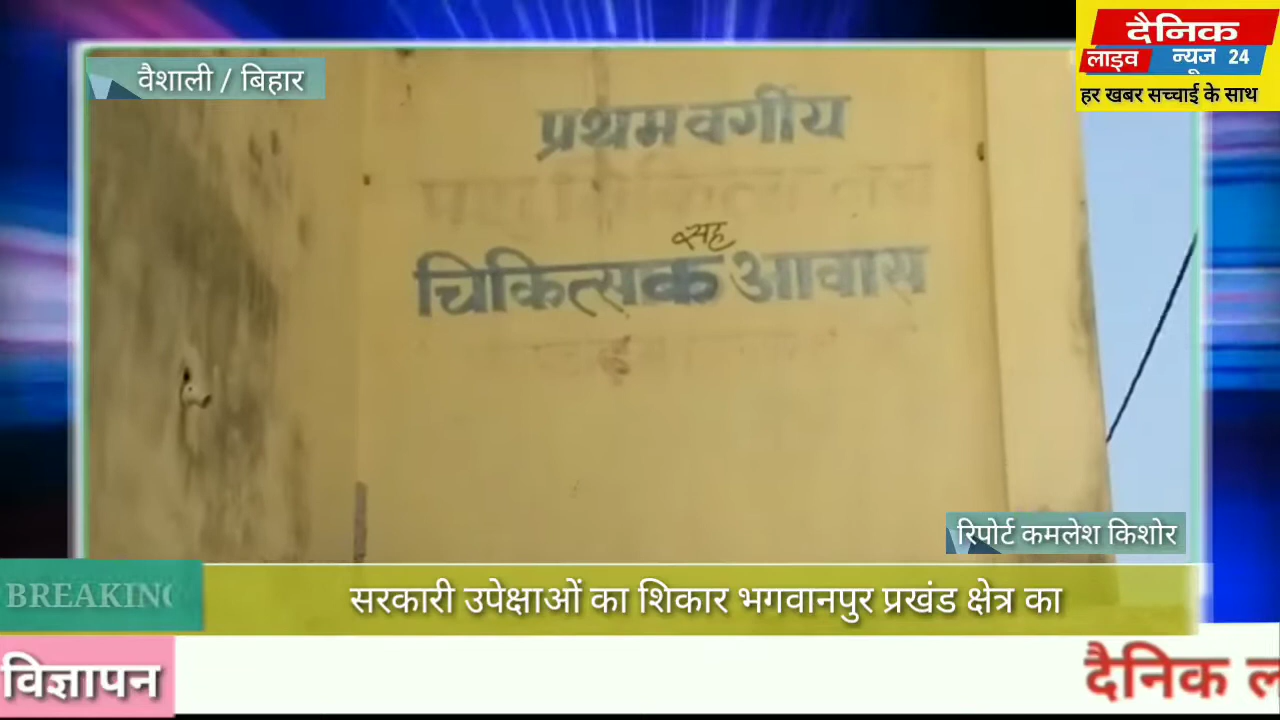 दैनिक
लाइव न्यूज 24
हर खबर सच्चाई के साथ
वैशाली / बिहार
प्रथम वर्गीय
सह
चिकित्सक आवास
रिपोर्ट कमलेश किशोर
BREAKING
सरकारी उपेक्षाओं का शिकार भगवानपुर प्रखंड क्षेत्र का
विज्ञापन
दैनिक ल